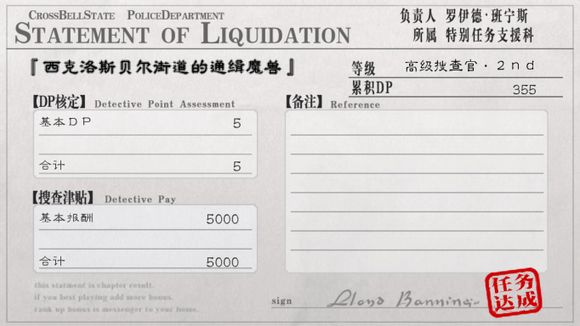 CROSSBELLSTATE POLICEDEPARTMENT
STATEMENT OF LIQUIDATION
负责人 罗伊德·班宁斯
所属 特别任务支援科
『西克洛斯贝尔街道的通缉魔兽』
等级 高级搜查官·2nd
累积DP 355
【DP核定】 Detective Point Assessment
基本DP 5
合计 5
【备注】 Reference
【搜查津贴】 Detective Pay
基本报酬 5000
合计 5000
this statment is chapter result.
if you best playing add more bonus.
rank up bonus is messenger to your home.
sign Lloyd Bannings
任务
达成